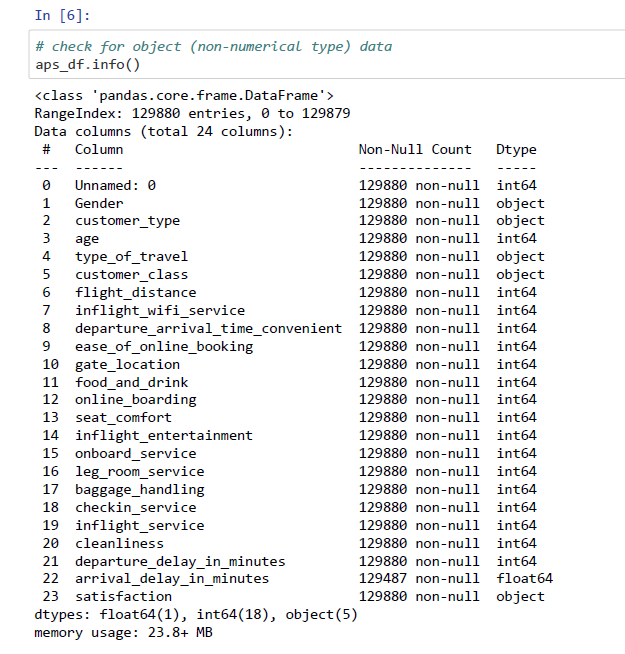 In [6]:
# check for object (non-numerical type) data
aps_df.info()
<class 'pandas.core.frame.DataFrame'>
RangeIndex: 129880 entries, 0 to 129879
Data columns (total 24 columns):
 #   Column                             Non-Null Count   Dtype
---  ------                             --------------   -----
 0   Unnamed: 0                         129880 non-null  int64
 1   Gender                             129880 non-null  object
 2   customer_type                      129880 non-null  object
 3   age                                129880 non-null  int64
 4   type_of_travel                     129880 non-null  object
 5   customer_class                     129880 non-null  object
 6   flight_distance                    129880 non-null  int64
 7   inflight_wifi_service              129880 non-null  int64
 8   departure_arrival_time_convenient  129880 non-null  int64
 9   ease_of_online_booking             129880 non-null  int64
 10  gate_location                      129880 non-null  int64
 11  food_and_drink                     129880 non-null  int64
 12  online_boarding                    129880 non-null  int64
 13  seat_comfort                       129880 non-null  int64
 14  inflight_entertainment             129880 non-null  int64
 15  onboard_service                    129880 non-null  int64
 16  leg_room_service                   129880 non-null  int64
 17  baggage_handling                   129880 non-null  int64
 18  checkin_service                    129880 non-null  int64
 19  inflight_service                   129880 non-null  int64
 20  cleanliness                        129880 non-null  int64
 21  departure_delay_in_minutes         129880 non-null  int64
 22  arrival_delay_in_minutes           129487 non-null  float64
 23  satisfaction                       129880 non-null  object
dtypes: float64(1), int64(18), object(5)
memory usage: 23.8+ MB